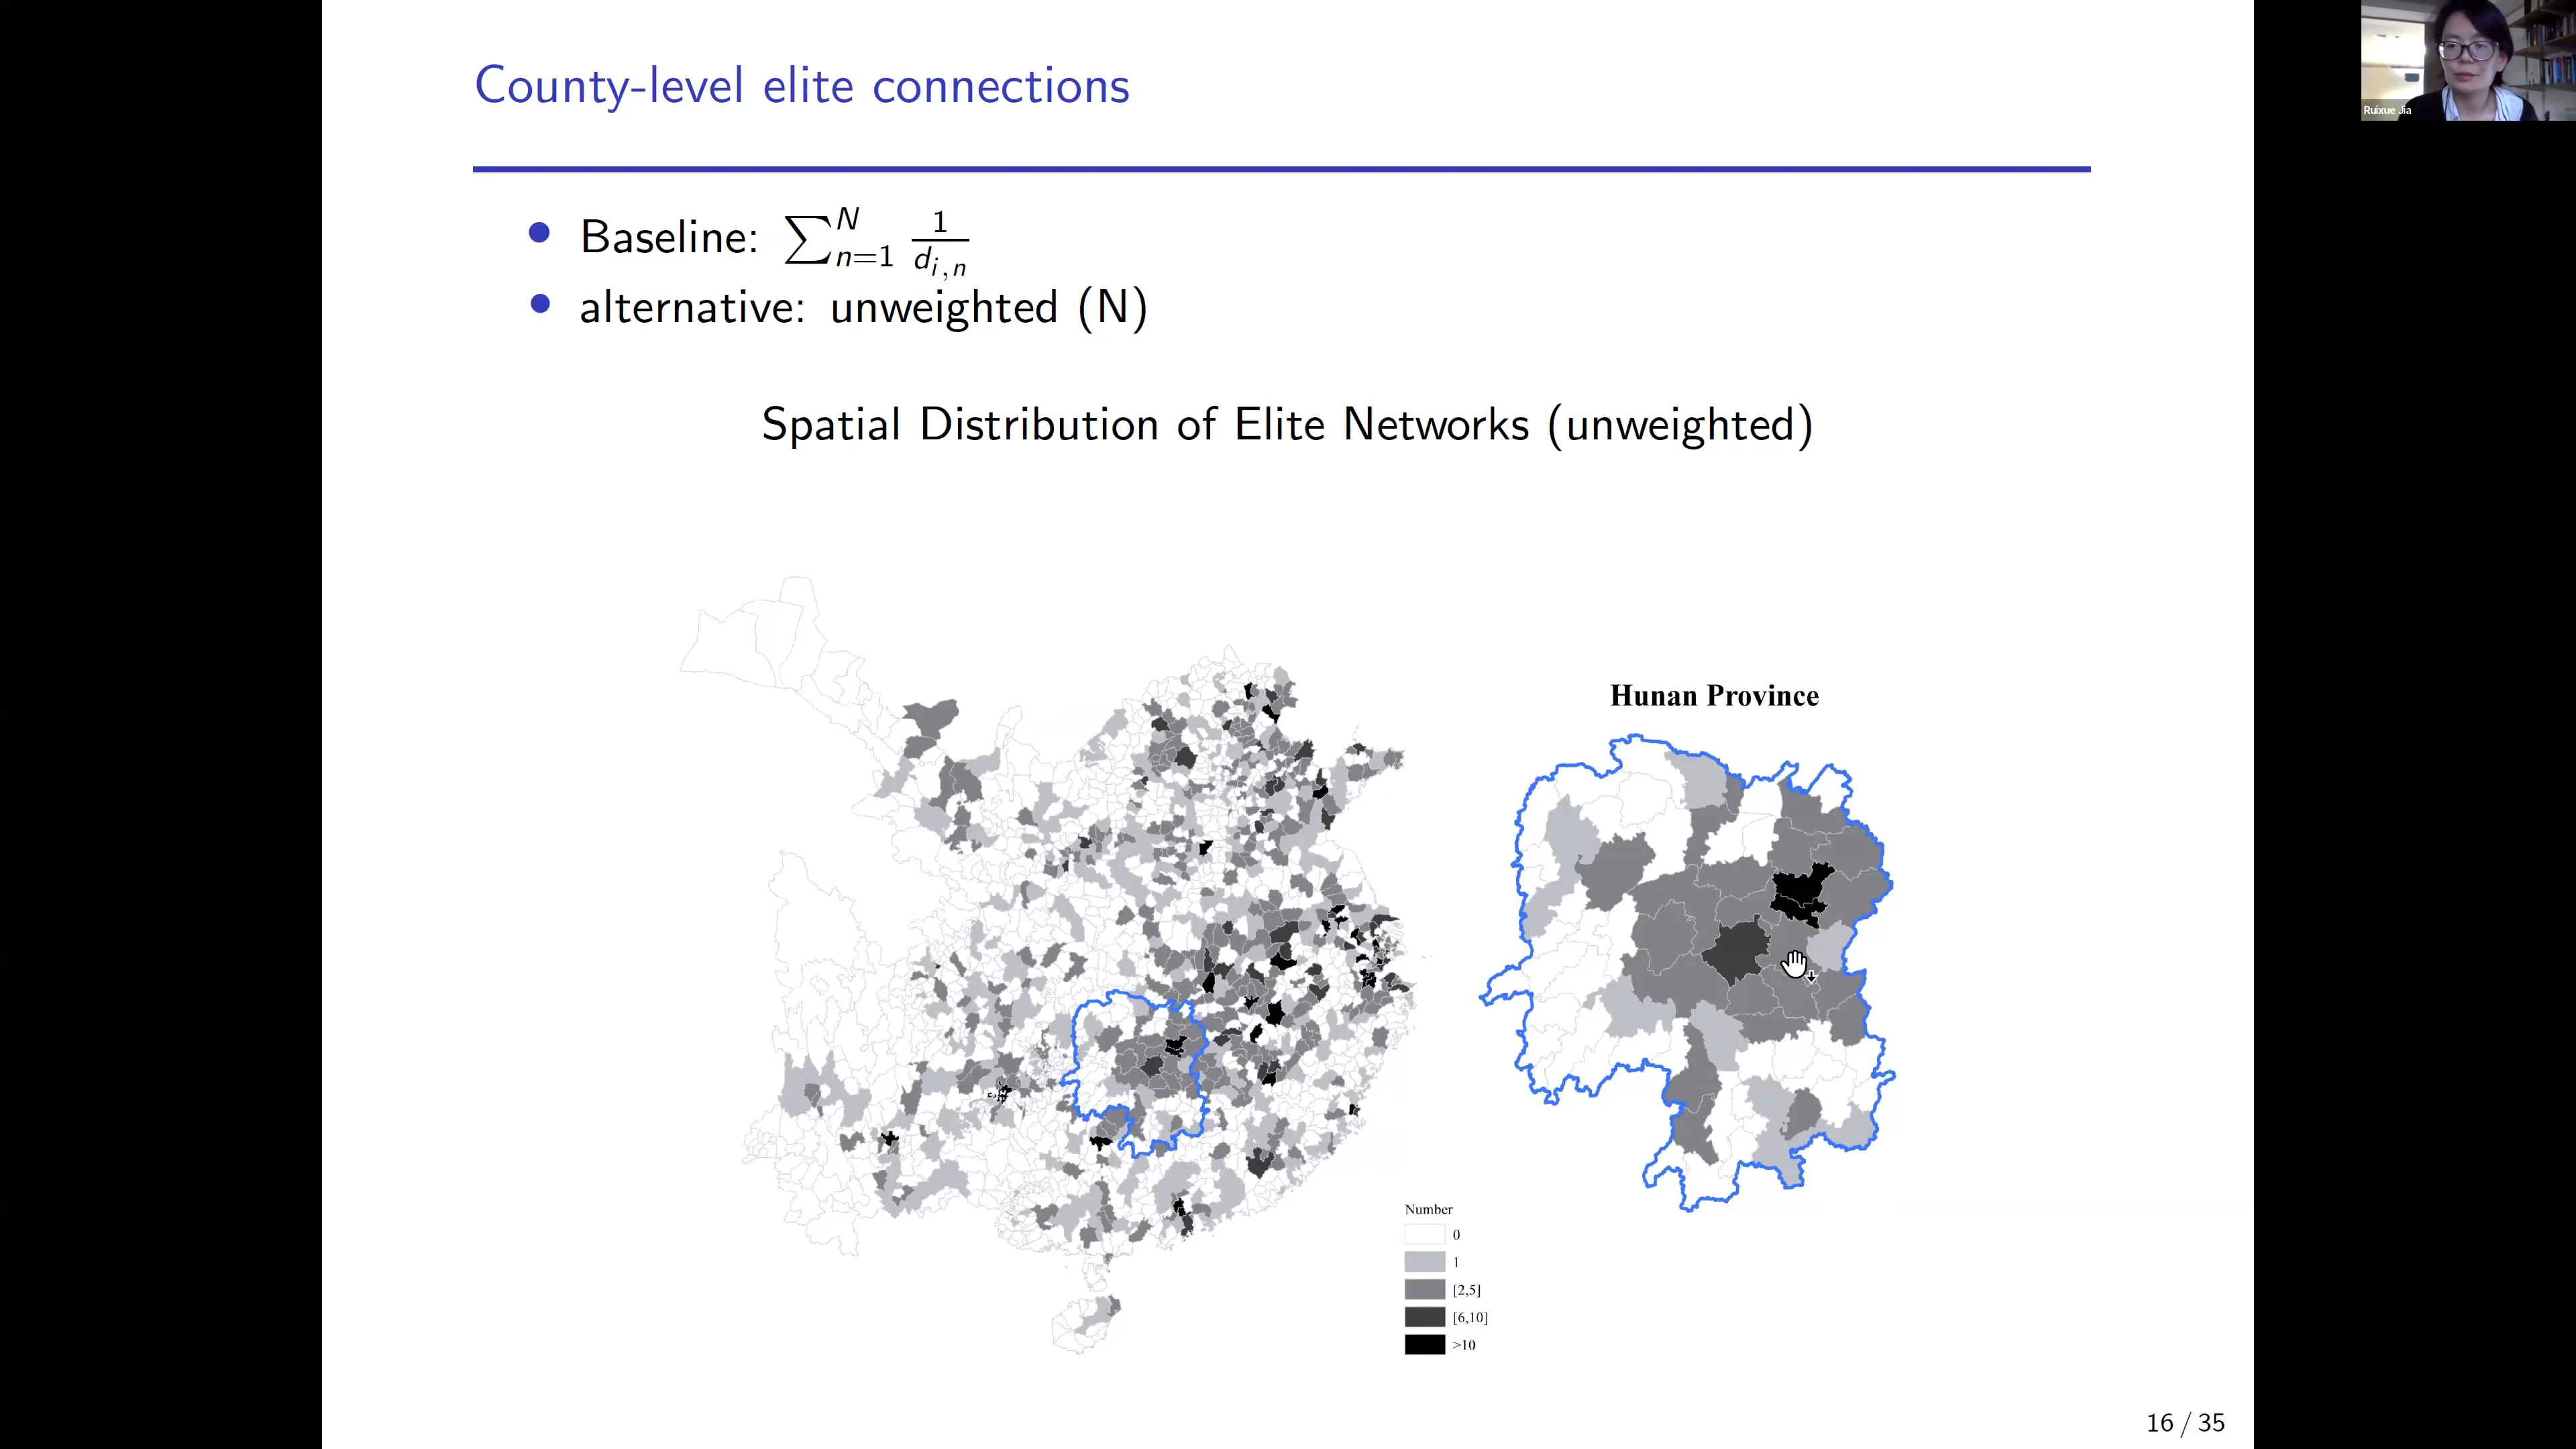 County-level elite connections
Ruixue Jia
• Baseline: ∑_{n=1}^{N} 1/d_{i,n}
• alternative: unweighted (N)
Spatial Distribution of Elite Networks (unweighted)
Hunan Province
Number
0
1
[2,5]
[6,10]
>10
16 / 35